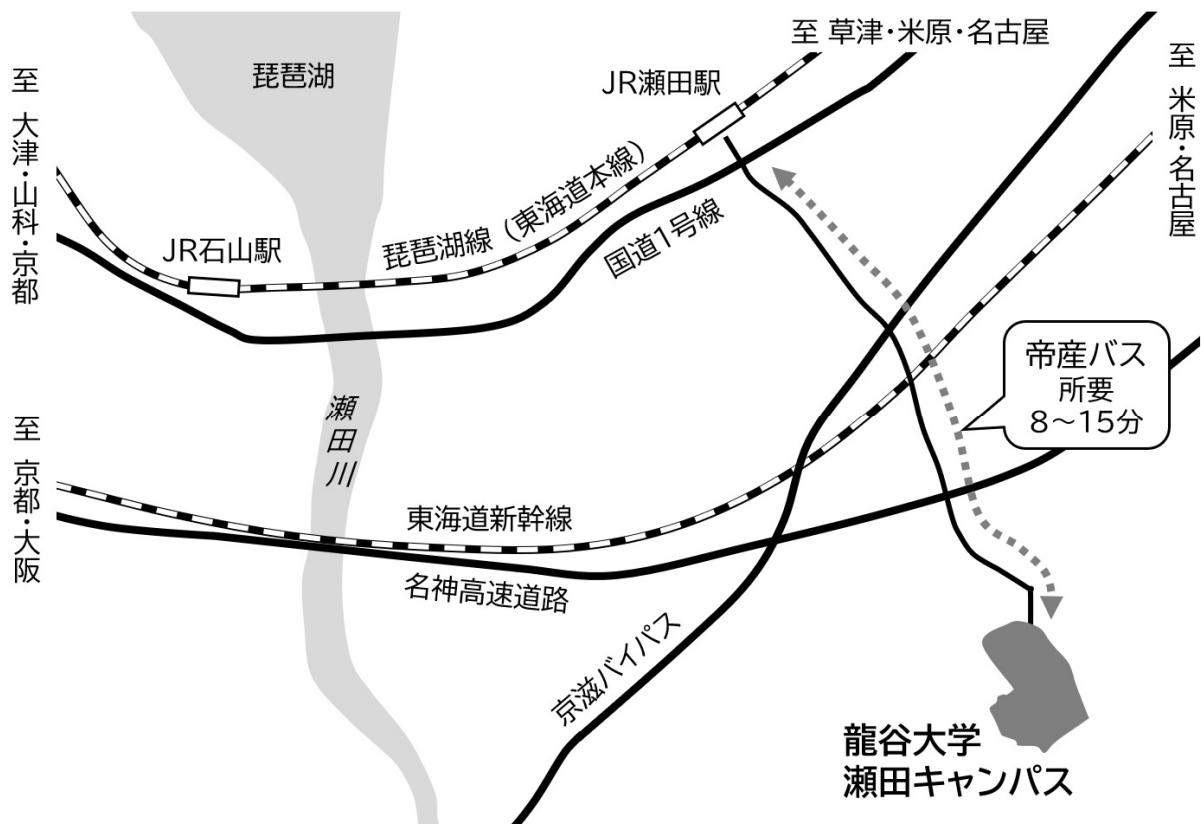 至 草津・米原・名古屋
至 大津・山科・京都
琵琶湖
JR瀬田駅
至 米原・名古屋
琵琶湖線（東海道本線）
JR石山駅
国道1号線
帝産バス
所要
8〜15分
瀬田川
至 京都・大阪
東海道新幹線
名神高速道路
京滋バイパス
龍谷大学
瀬田キャンパス